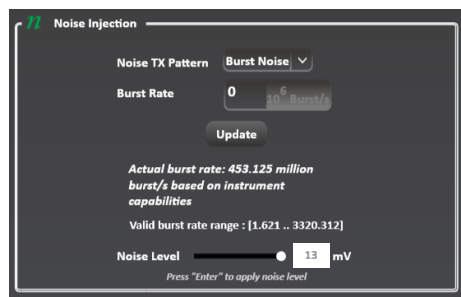 n Noise Injection
Noise TX Pattern Burst Noise
Burst Rate 0 10⁶ Burst/s
Update
Actual burst rate: 453.125 million
burst/s based on instrument
capabilities
Valid burst rate range : [1.621 .. 3320.312]
Noise Level 13 mV
Press "Enter" to apply noise level